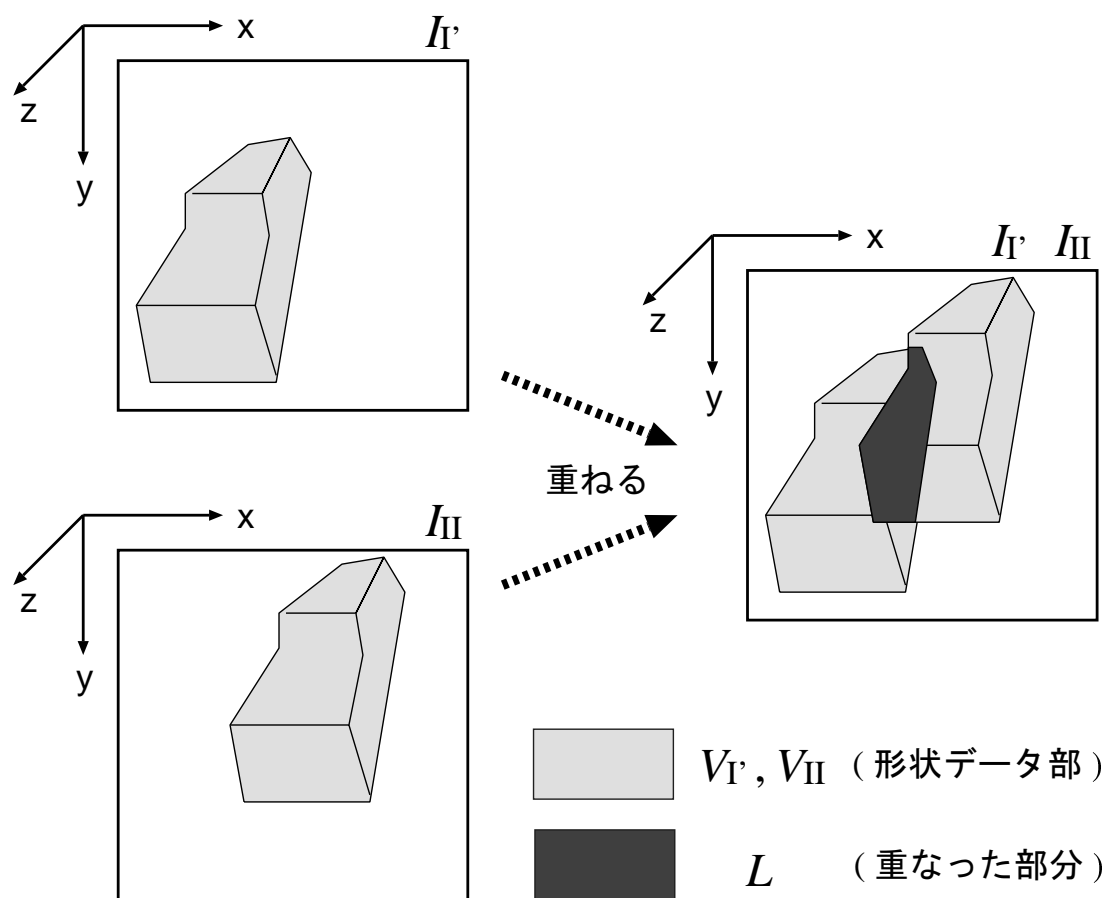 x I_I’
z
y
x I_II
z
y
重ねる
x I_I’ I_II
z
y
V_I’ , V_II ( 形状データ部 )
L ( 重なった部分 )